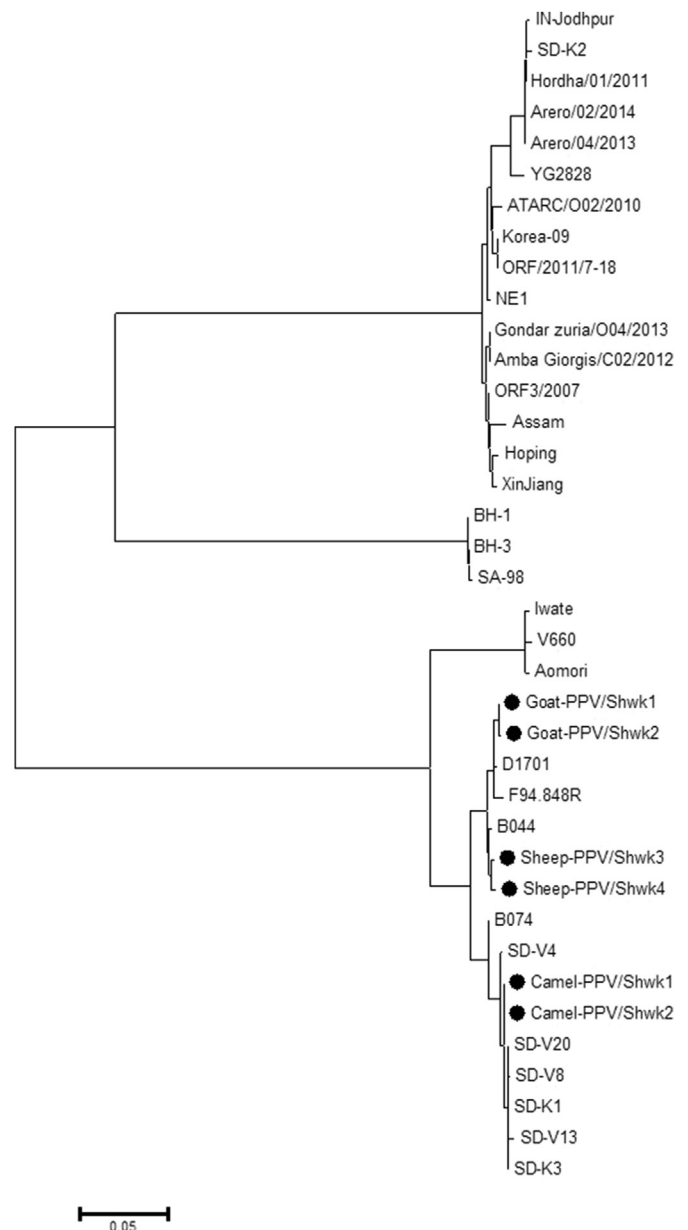 IN-Jodhpur
SD-K2
Hordha/01/2011
Arero/02/2014
Arero/04/2013
YG2828
ATARC/O02/2010
Korea-09
ORF/2011/7-18
NE1
Gondar zuria/O04/2013
Amba Giorgis/C02/2012
ORF3/2007
Assam
Hoping
XinJiang
BH-1
BH-3
SA-98
Iwate
V660
Aomori
Goat-PPV/Shwk1
Goat-PPV/Shwk2
D1701
F94.848R
B044
Sheep-PPV/Shwk3
Sheep-PPV/Shwk4
B074
SD-V4
Camel-PPV/Shwk1
Camel-PPV/Shwk2
SD-V20
SD-V8
SD-K1
SD-V13
SD-K3
0.05